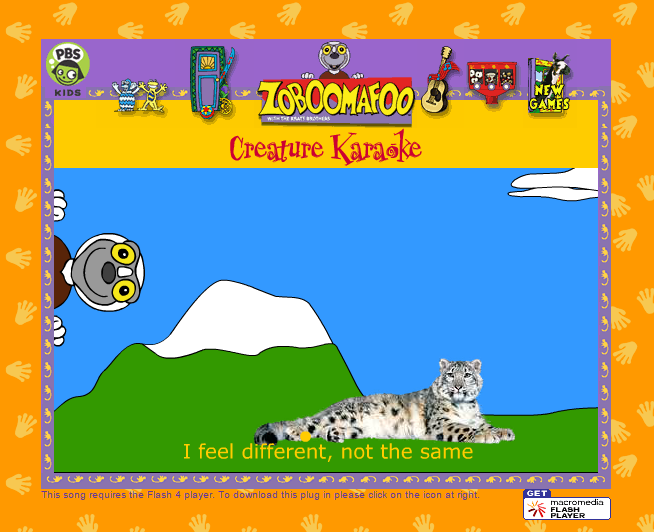 PBS
KIDS
ZOBOOMAFOO
WITH THE KRATT BROTHERS
NEW
GAMES
Creature Karaoke
I feel different, not the same
This song requires the Flash 4 player. To download this plug in please click on the icon at right.
GET
macromedia
FLASH
PLAYER